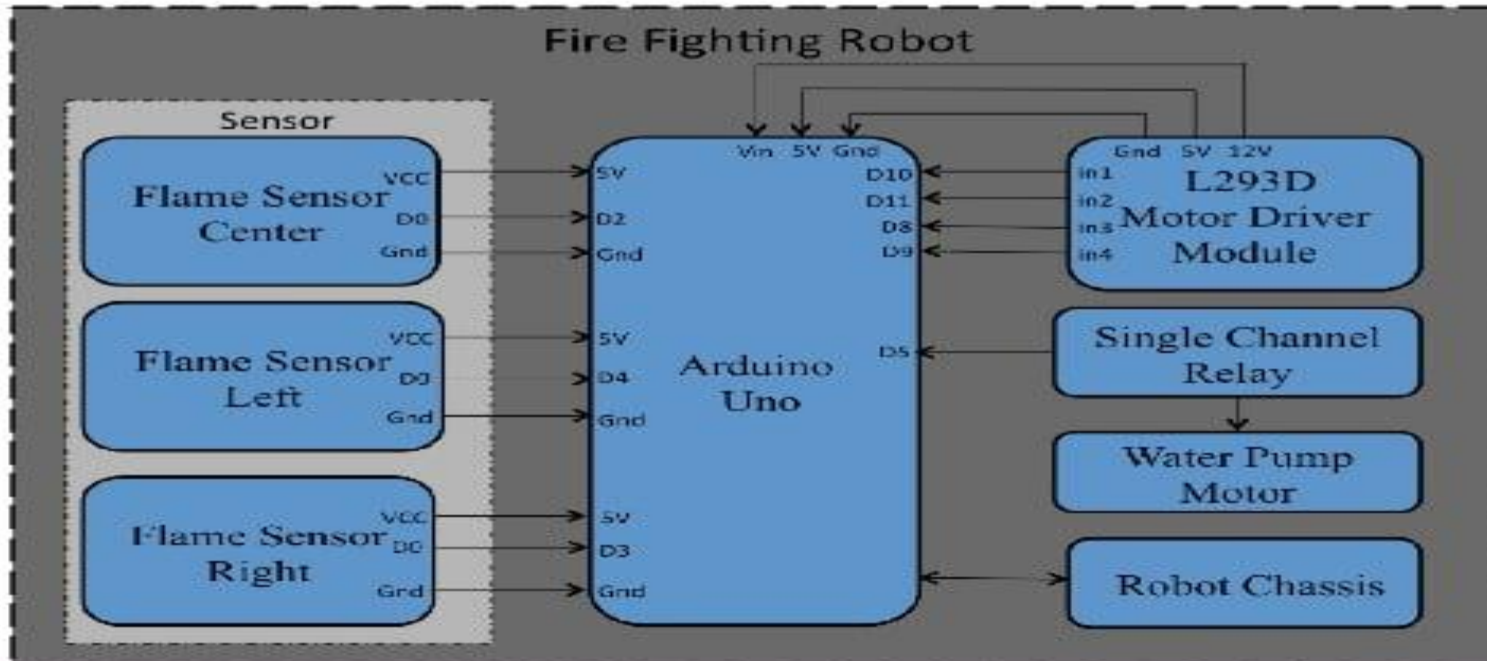 Fire Fighting Robot
Sensor
Flame Sensor
Center
VCC
D0
Gnd
Flame Sensor
Left
VCC
D0
Gnd
Flame Sensor
Right
VCC
D0
Gnd
Vin 5V Gnd
5V
D2
Gnd
5V
D4
Gnd
5V
D3
Gnd
D10
D11
D8
D9
D5
Arduino
Uno
Gnd 5V 12V
in1
in2
in3
in4
L293D
Motor Driver
Module
Single Channel
Relay
Water Pump
Motor
Robot Chassis